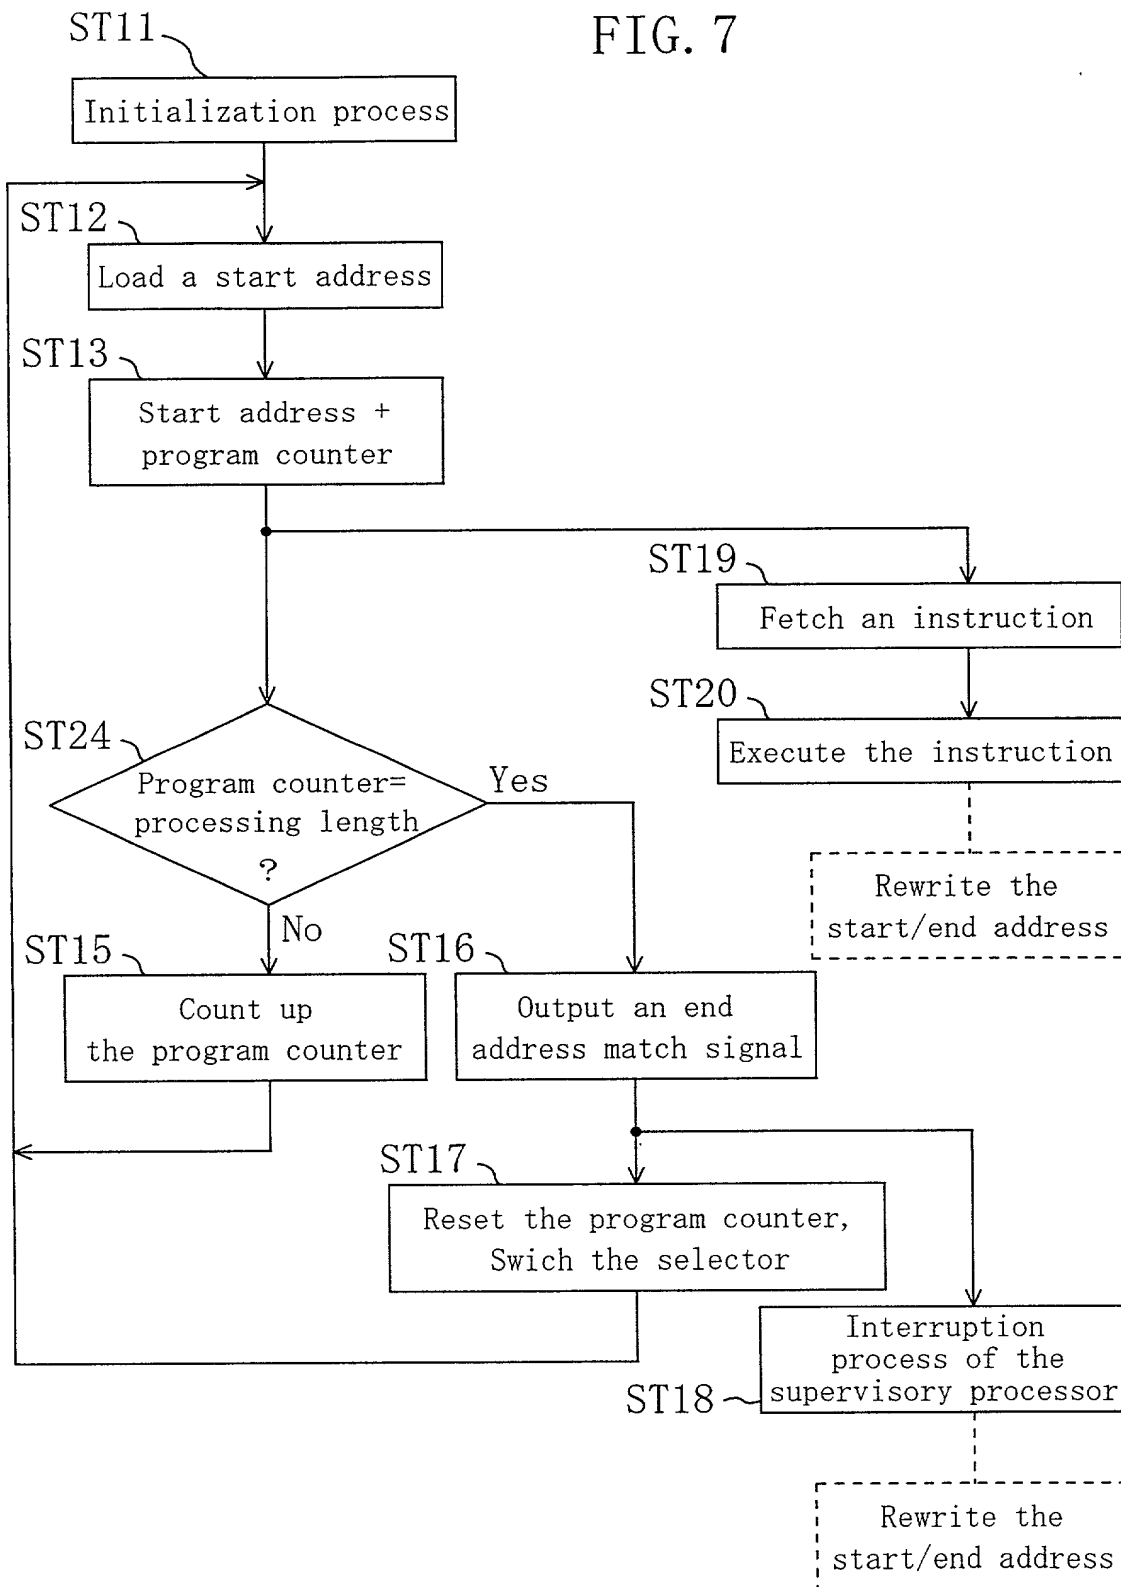 FIG. 7
ST11
Initialization process
ST12
Load a start address
ST13
Start address +
program counter
ST19
Fetch an instruction
ST20
Execute the instruction
Rewrite the
start/end address
ST24
Program counter=
processing length
?
Yes
No
ST15
Count up
the program counter
ST16
Output an end
address match signal
ST17
Reset the program counter,
Swich the selector
ST18
Interruption
process of the
supervisory processor
Rewrite the
start/end address